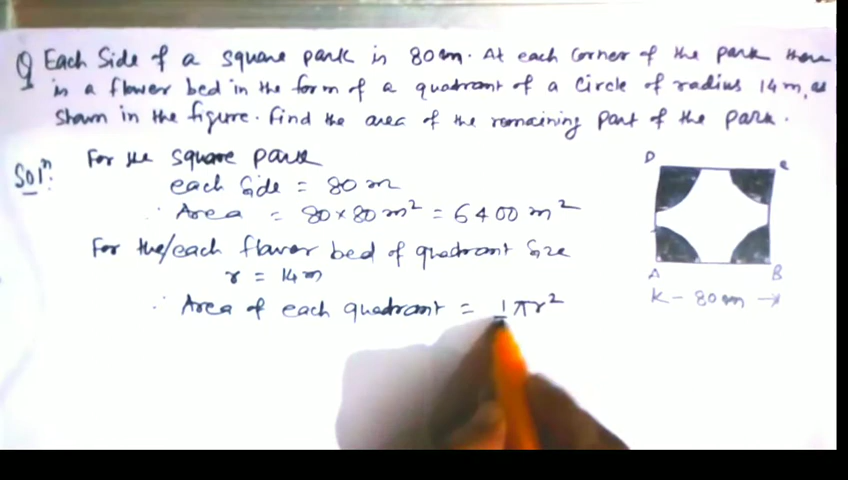 Q Each Side of a square park is 80m. At each corner of the park there
is a flower bed in the form of a quadrant of a circle of radius 14m, as
shown in the figure. Find the area of the remaining part of the park.
Solⁿ: For the square park
each side = 80 m
∴ Area = 80×80 m² = 6400 m²
For the/each flower bed of quadrant size
r = 14 m
∴ Area of each quadrant = 1πr²
D C
A B
K - 80m →